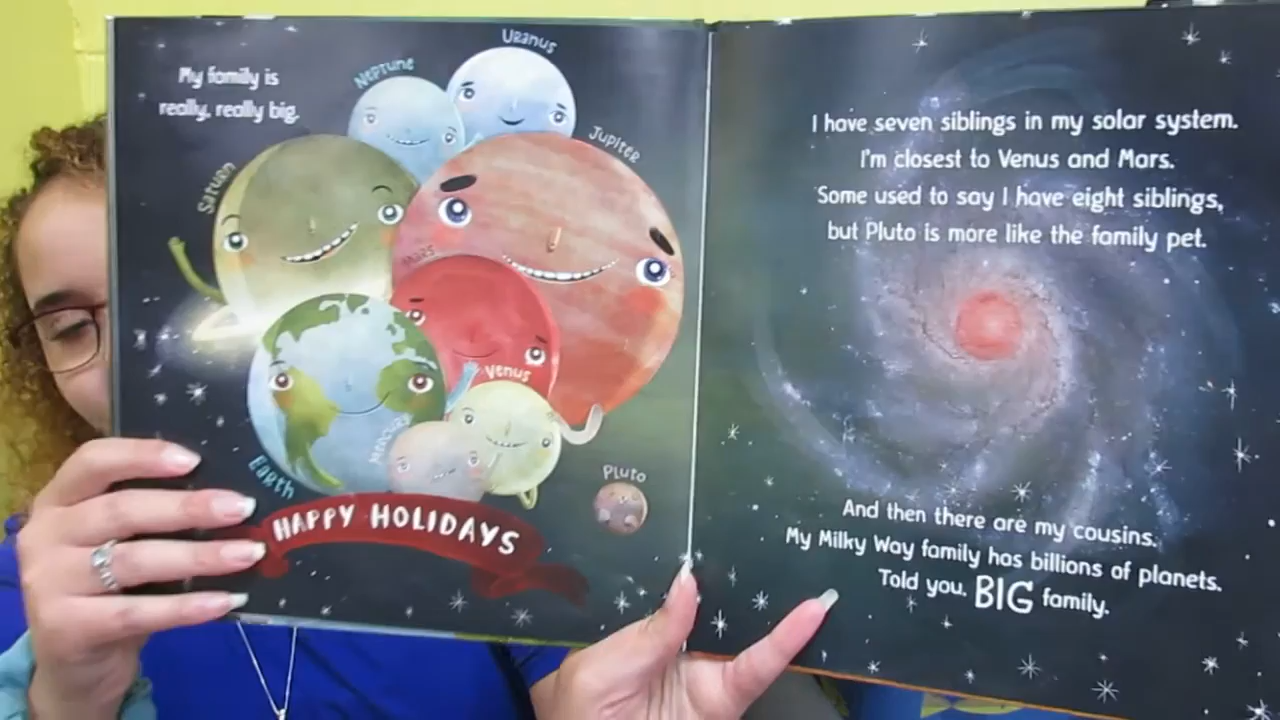 My family is
really, really big.
Neptune
Uranus
Saturn
Jupiter
Mars
Venus
Mercury
Earth
Pluto
HAPPY HOLIDAYS
I have seven siblings in my solar system.
I'm closest to Venus and Mars.
Some used to say I have eight siblings,
but Pluto is more like the family pet.
And then there are my cousins.
My Milky Way family has billions of planets.
Told you. BIG family.